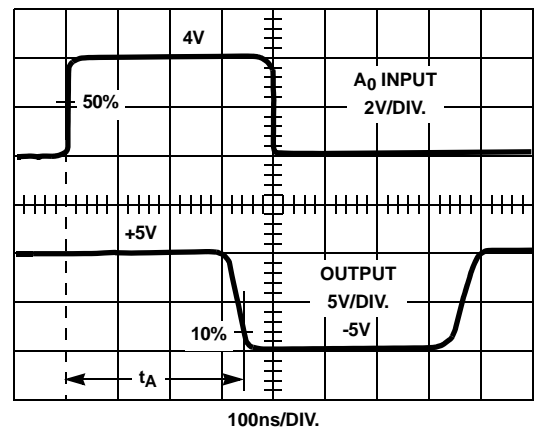 4V
A0 INPUT
2V/DIV.
50%
+5V
OUTPUT
5V/DIV.
-5V
10%
tA
100ns/DIV.